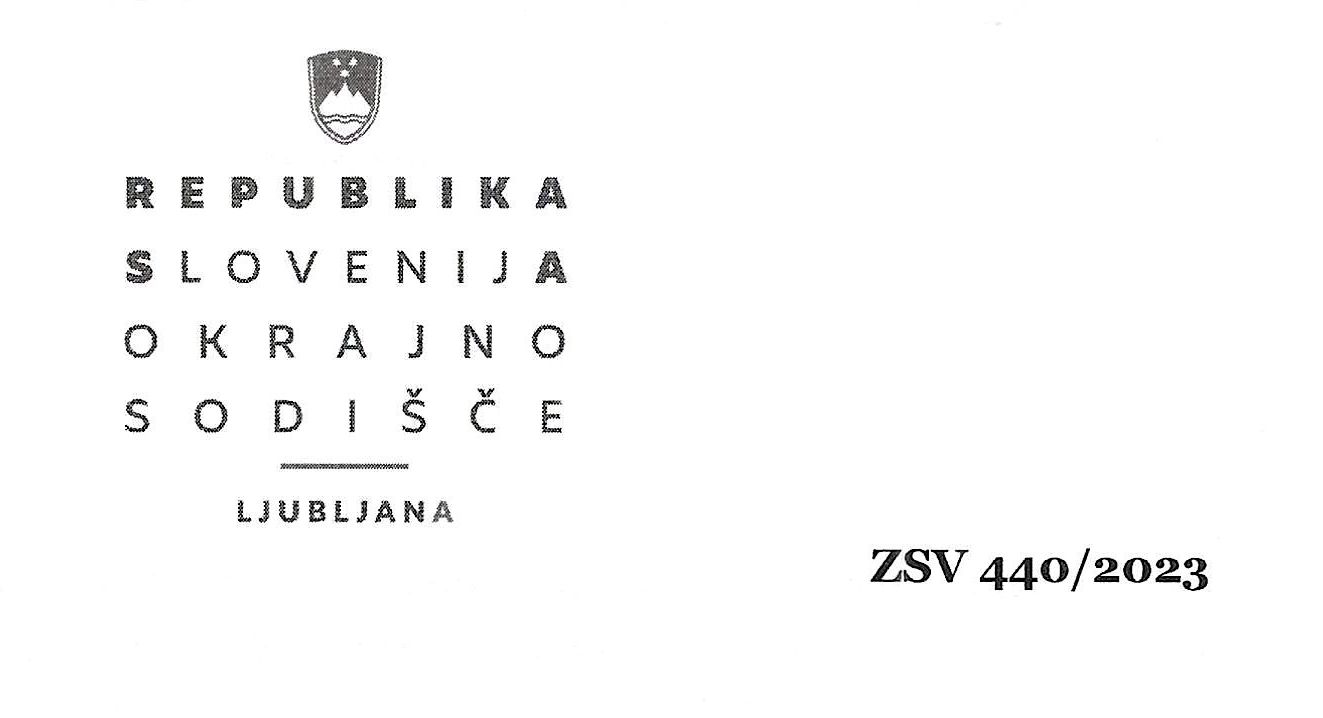 REPUBLIKA
SLOVENIJA
OKRAJNO
SODIŠČE
LJUBLJANA
ZSV 440/2023